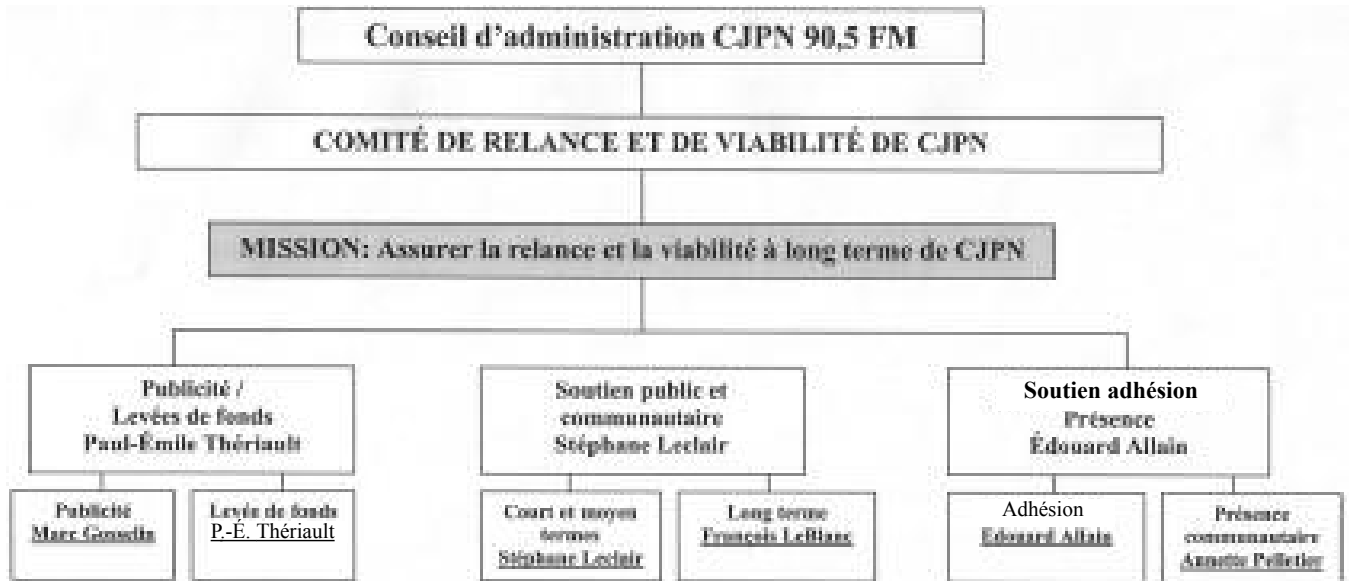 Conseil d'administration CJPN 90,5 FM
COMITÉ DE RELANCE ET DE VIABILITÉ DE CJPN
MISSION: Assurer la relance et la viabilité à long terme de CJPN
Publicité /
Levées de fonds
Paul-Émile Thériault
Soutien public et
communautaire
Stéphane Leclair
Soutien adhésion
Présence
Édouard Allain
Publicité
Marc Gosselin
Levée de fonds
P.-É. Thériault
Court et moyen
termes
Stéphane Leclair
Long terme
François LeBlanc
Adhésion
Edouard Allain
Présence
communautaire
Annette Pelletier